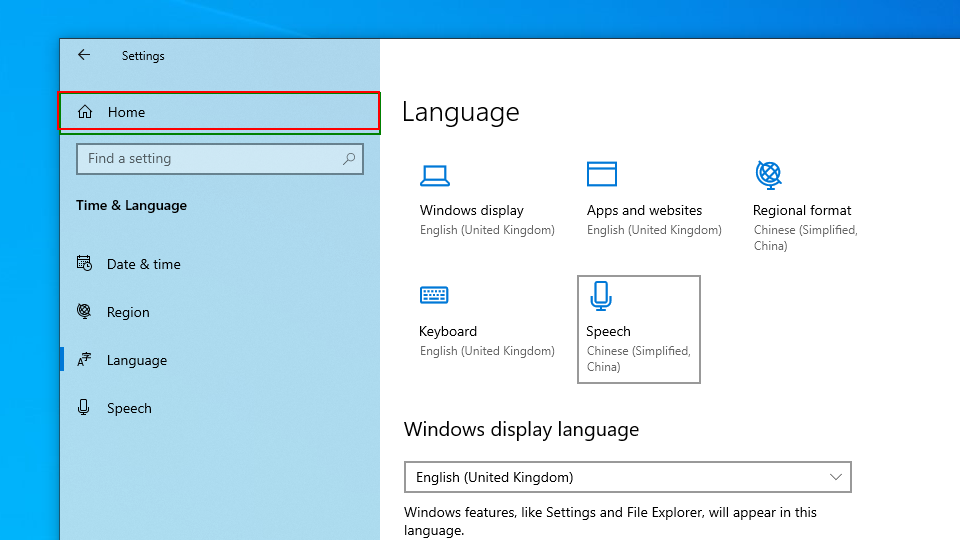 Settings
Home
Find a setting
Time & Language
Date & time
Region
Language
Speech
Language
Windows display
English (United Kingdom)
Apps and websites
English (United Kingdom)
Regional format
Chinese (Simplified,
China)
Keyboard
English (United Kingdom)
Speech
Chinese (Simplified,
China)
Windows display language
English (United Kingdom)
Windows features, like Settings and File Explorer, will appear in this
language.